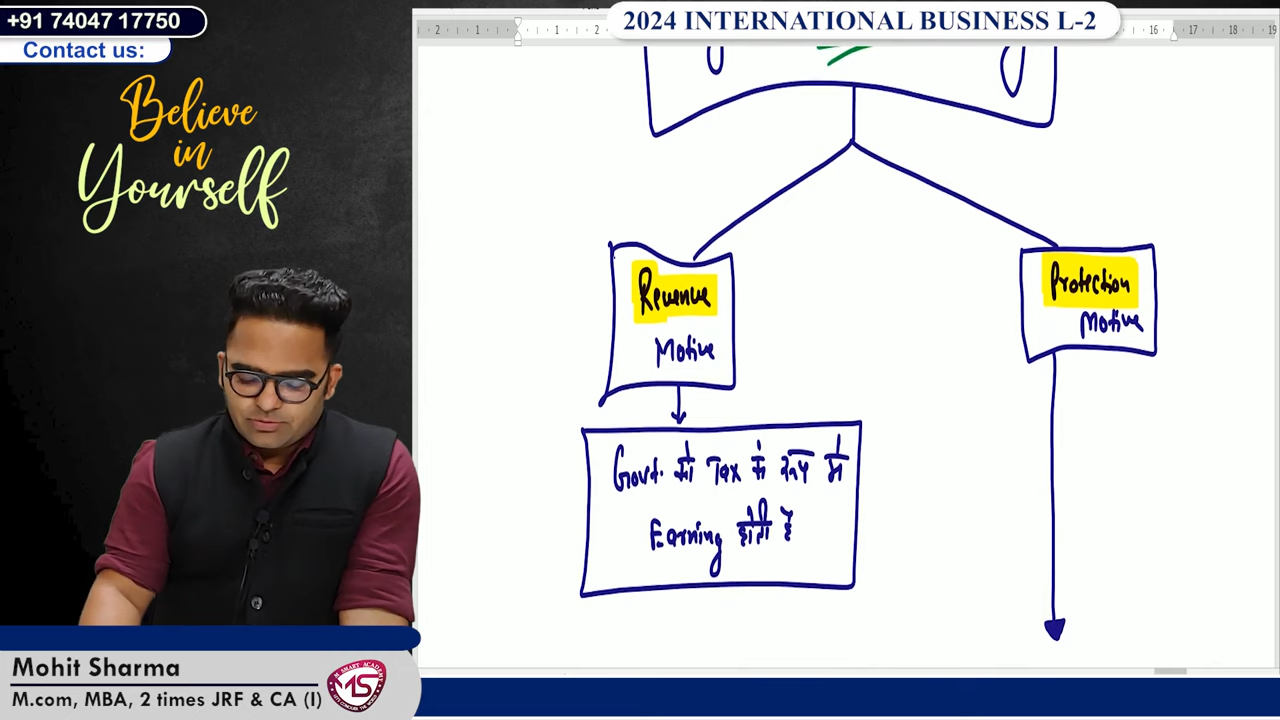 +91 74047 17750
Contact us:
2024 INTERNATIONAL BUSINESS L-2
Believe
in
Yourself
Revenue
Motive
Protection
Motive
Govt. को Tax के रूप में
Earning होती है
Mohit Sharma
M.com, MBA, 2 times JRF & CA (I)
MS